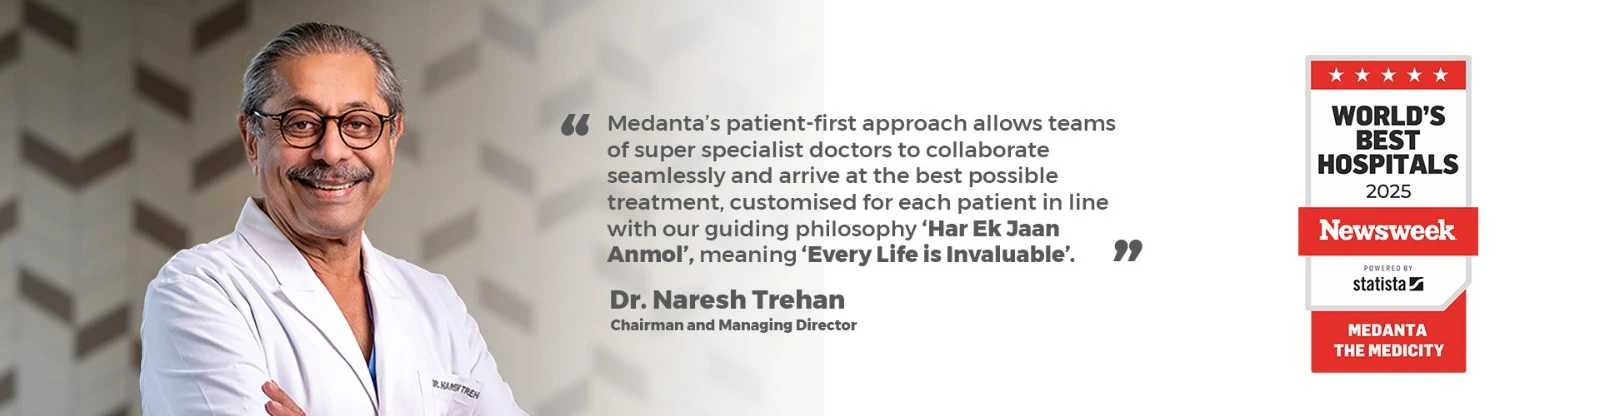 “ Medanta’s patient-first approach allows teams
of super specialist doctors to collaborate
seamlessly and arrive at the best possible
treatment, customised for each patient in line
with our guiding philosophy ‘Har Ek Jaan
Anmol’, meaning ‘Every Life is Invaluable’. ”
Dr. Naresh Trehan
Chairman and Managing Director
WORLD’S
BEST
HOSPITALS
2025
Newsweek
POWERED BY
statista
MEDANTA
THE MEDICITY